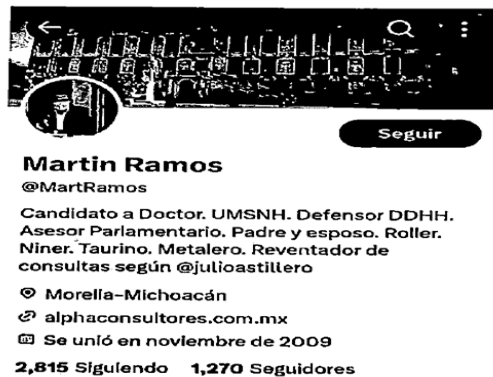 Seguir
Martin Ramos
@MartRamos
Candidato a Doctor. UMSNH. Defensor DDHH.
Asesor Parlamentario. Padre y esposo. Roller.
Niner. Taurino. Metalero. Reventador de
consultas según @julioastillero
Morelia-Michoacán
alphaconsultores.com.mx
Se unió en noviembre de 2009
2,815 Siguiendo 1,270 Seguidores